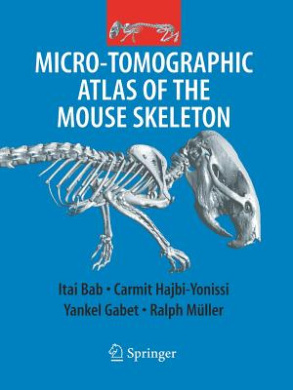 MICRO-TOMOGRAPHIC
ATLAS OF THE
MOUSE SKELETON
Itai Bab • Carmit Hajbi-Yonissi
Yankel Gabet • Ralph Müller
Springer